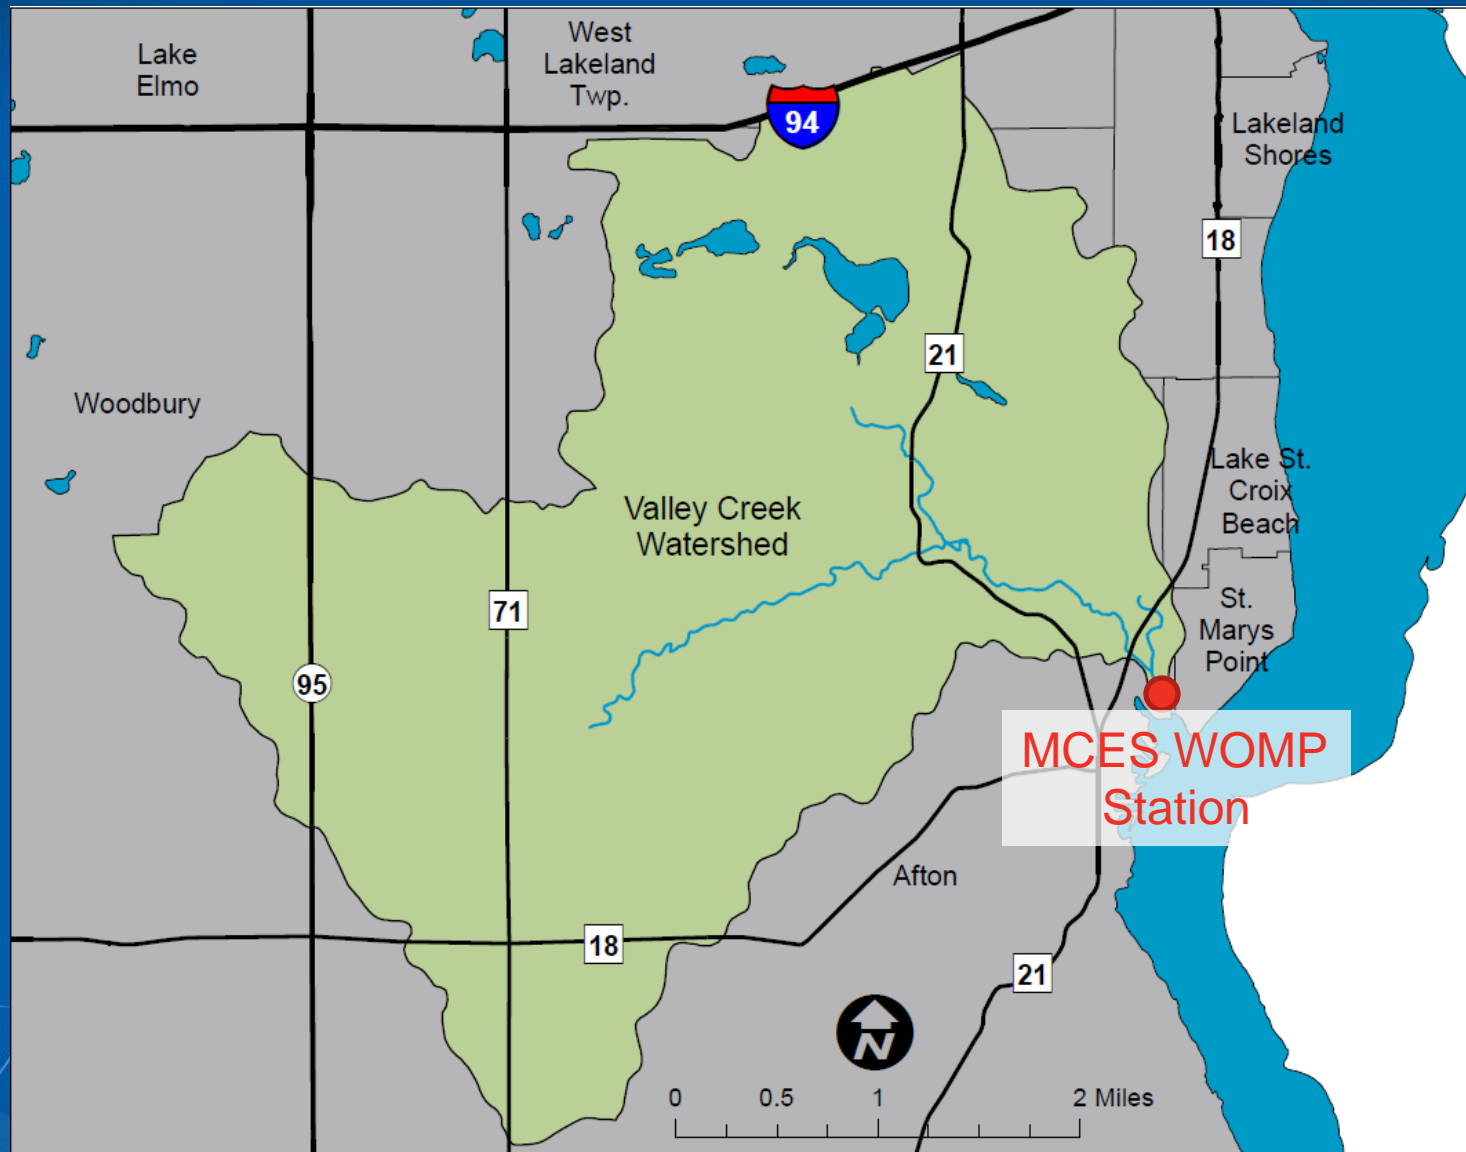 Lake
Elmo
West
Lakeland
Twp.
94
Lakeland
Shores
18
21
Woodbury
Lake St.
Croix
Beach
Valley Creek
Watershed
St.
Marys
Point
71
95
MCES WOMP
Station
Afton
18
21
N
0 0.5 1 2 Miles